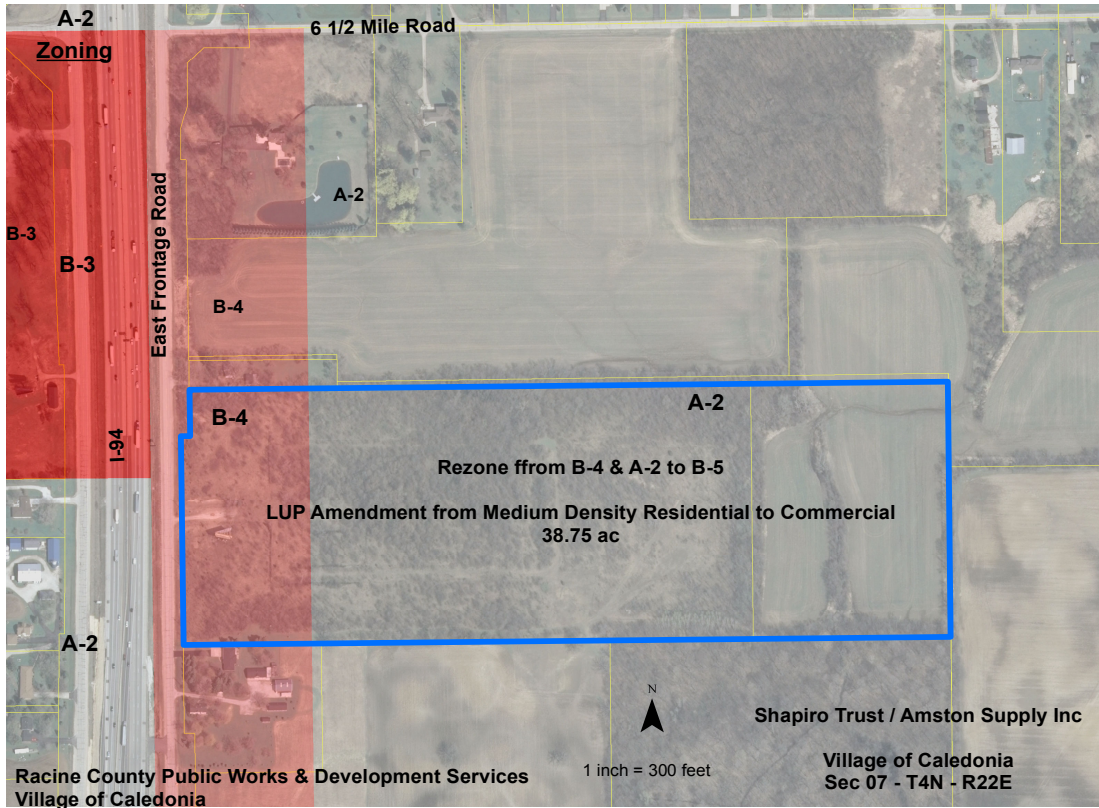 A-2
Zoning
6 1/2 Mile Road
A-2
B-3
B-3
East Frontage Road
B-4
B-4
A-2
I-94
Rezone ffrom B-4 & A-2 to B-5
LUP Amendment from Medium Density Residential to Commercial
38.75 ac
A-2
N
1 inch = 300 feet
Shapiro Trust / Amston Supply Inc
Village of Caledonia
Sec 07 - T4N - R22E
Racine County Public Works & Development Services
Village of Caledonia